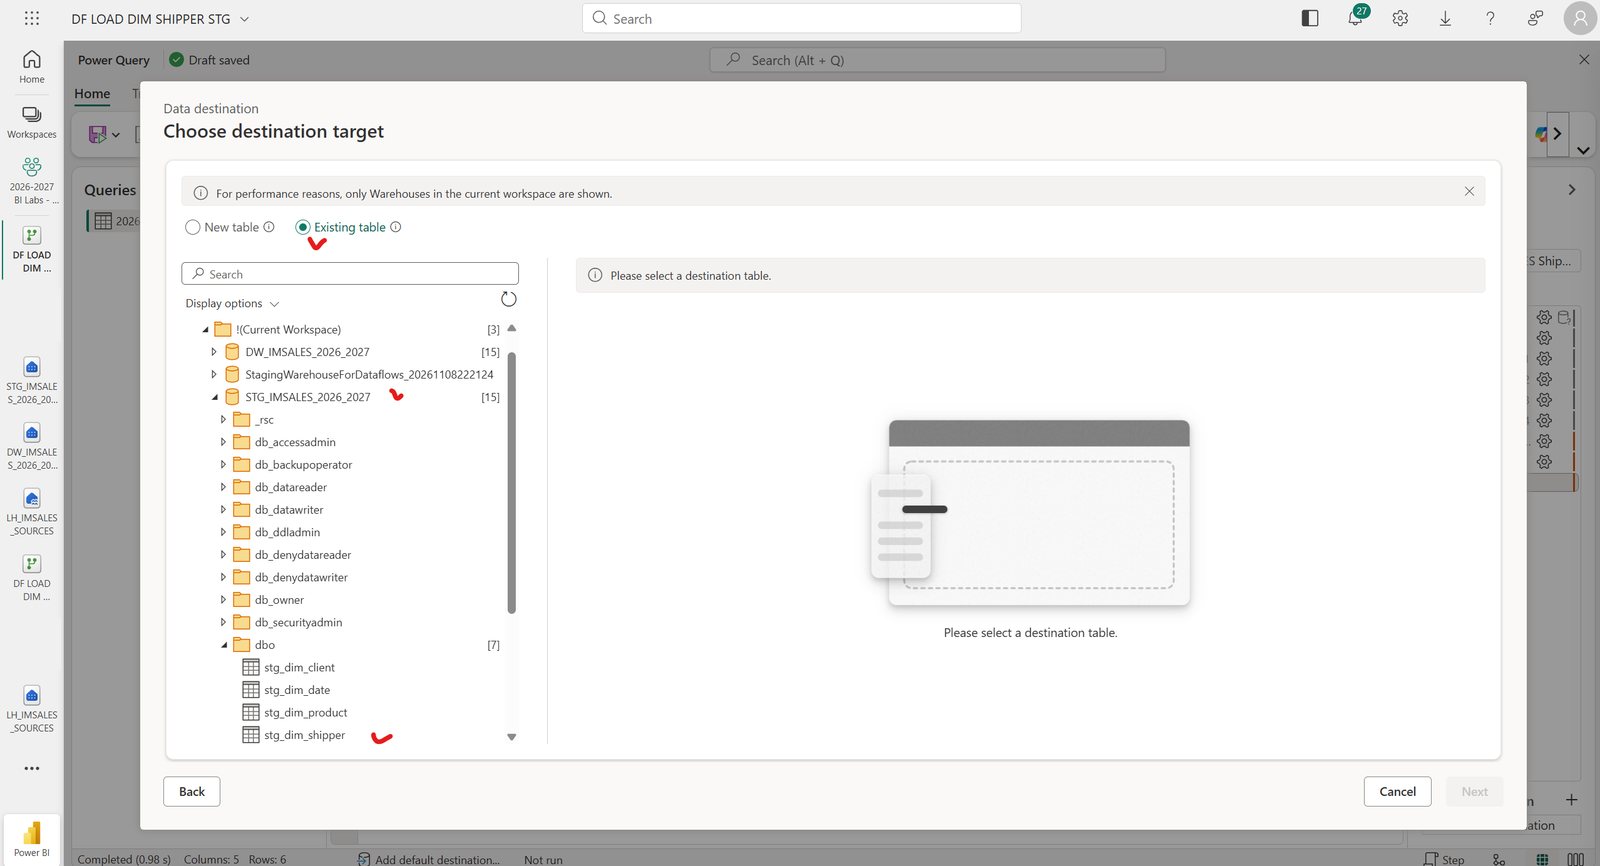 DF LOAD DIM SHIPPER STG
Search
27
Home
Workspaces
2026-2027
BI Labs - ...
DF LOAD
DIM ...
STG_IMSALE
S_2026_20...
DW_IMSALE
S_2026_20...
LH_IMSALES
_SOURCES
DF LOAD
DIM ...
LH_IMSALES
_SOURCES
Power BI
Power Query
Draft saved
Search (Alt + Q)
Home
Queries
2026
Data destination
Choose destination target
For performance reasons, only Warehouses in the current workspace are shown.
New table
Existing table
Search
Display options
Please select a destination table.
!(Current Workspace) [3]
DW_IMSALES_2026_2027 [15]
StagingWarehouseForDataflows_20261108222124
STG_IMSALES_2026_2027 [15]
_rsc
db_accessadmin
db_backupoperator
db_datareader
db_datawriter
db_ddladmin
db_denydatareader
db_denydatawriter
db_owner
db_securityadmin
dbo [7]
stg_dim_client
stg_dim_date
stg_dim_product
stg_dim_shipper
Please select a destination table.
Back
Cancel
Next
S Ship...
ation
Completed (0.98 s) Columns: 5 Rows: 6
Add default destination...
Not run
Step